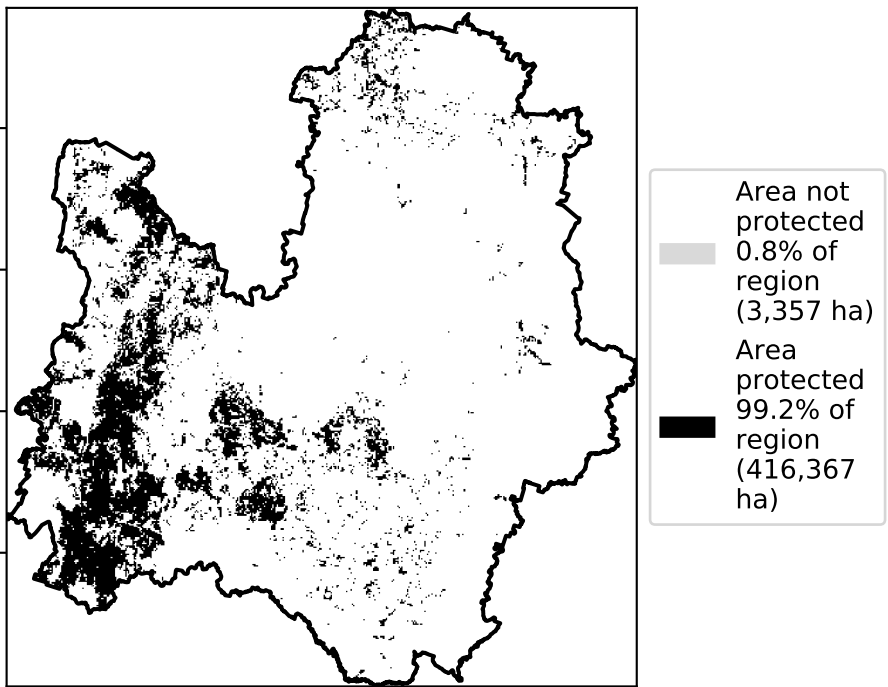 Area not
protected
0.8% of
region
(3,357 ha)
Area
protected
99.2% of
region
(416,367
ha)